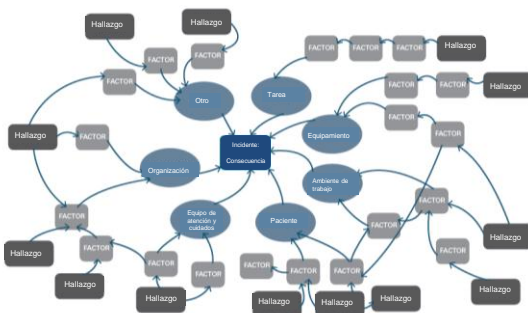 Hallazgo
Hallazgo
FACTOR
FACTOR
FACTOR
FACTOR
FACTOR
FACTOR
Hallazgo
FACTOR
Otro
Tarea
FACTOR
FACTOR
Hallazgo
FACTOR
Hallazgo
FACTOR
Incidente:
Consecuencia
Equipamiento
FACTOR
Organización
Ambiente de
trabajo
FACTOR
FACTOR
Equipo de
atención y
cuidados
Paciente
FACTOR
Hallazgo
FACTOR
Hallazgo
FACTOR
FACTOR
FACTOR
FACTOR
FACTOR
FACTOR
Hallazgo
Hallazgo
Hallazgo
Hallazgo
Hallazgo
Hallazgo
Hallazgo